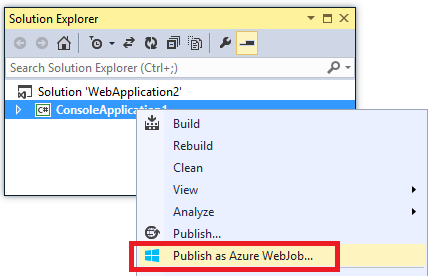 Solution Explorer
Search Solution Explorer (Ctrl+;)
Solution 'WebApplication2'
C# ConsoleApplication1
Build
Rebuild
Clean
View
Analyze
Publish...
Publish as Azure WebJob...